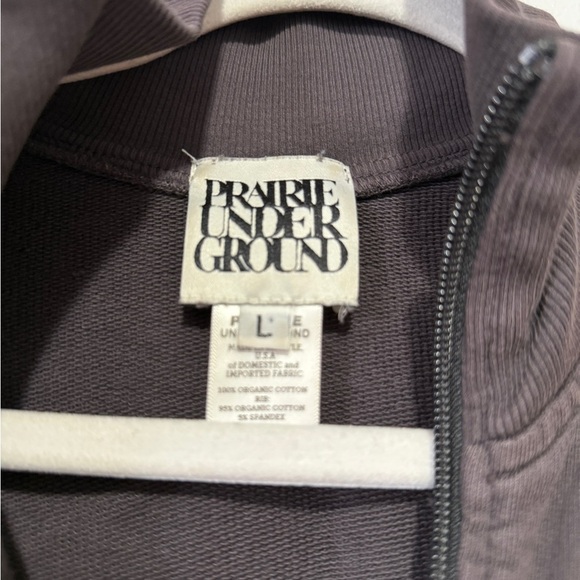 PRAIRIE
UNDER
GROUND
L
U.S.A
of DOMESTIC and
IMPORTED FABRIC
100% ORGANIC COTTON
RIB:
95% ORGANIC COTTON
5% SPANDEX